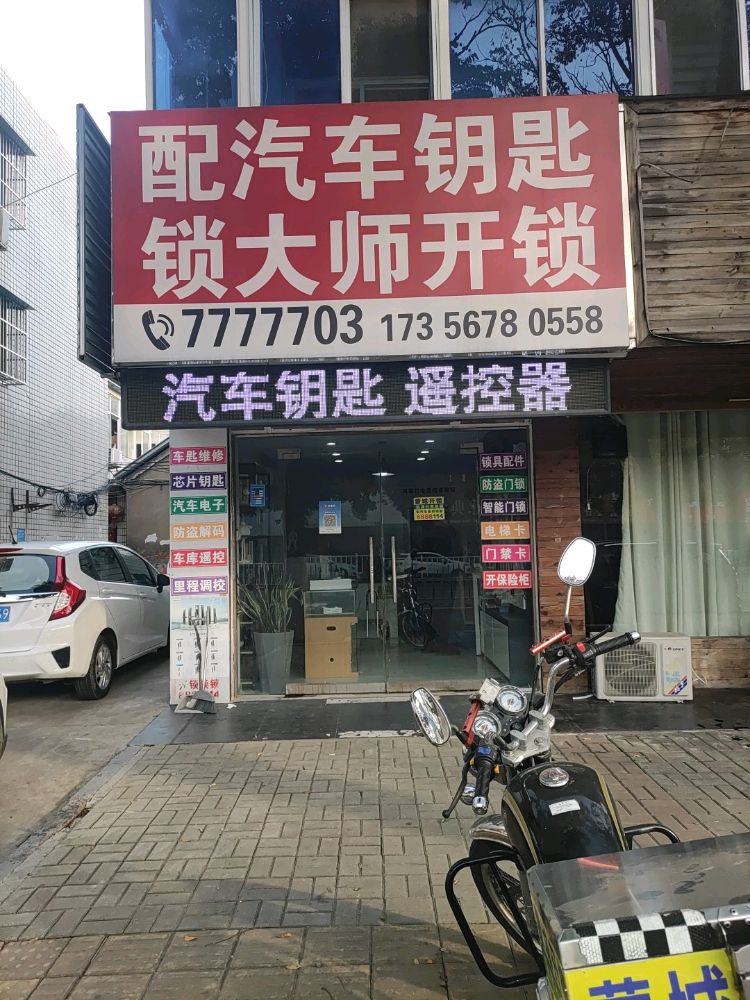 配汽车钥匙
锁大师开锁
7777703 173 5678 0558
汽车钥匙 遥控器
车匙维修
芯片钥匙
汽车电子
防盗解码
车库遥控
里程调校
锁具配件
防盗门锁
智能门锁
电梯卡
门禁卡
开保险柜
开锁
8888114